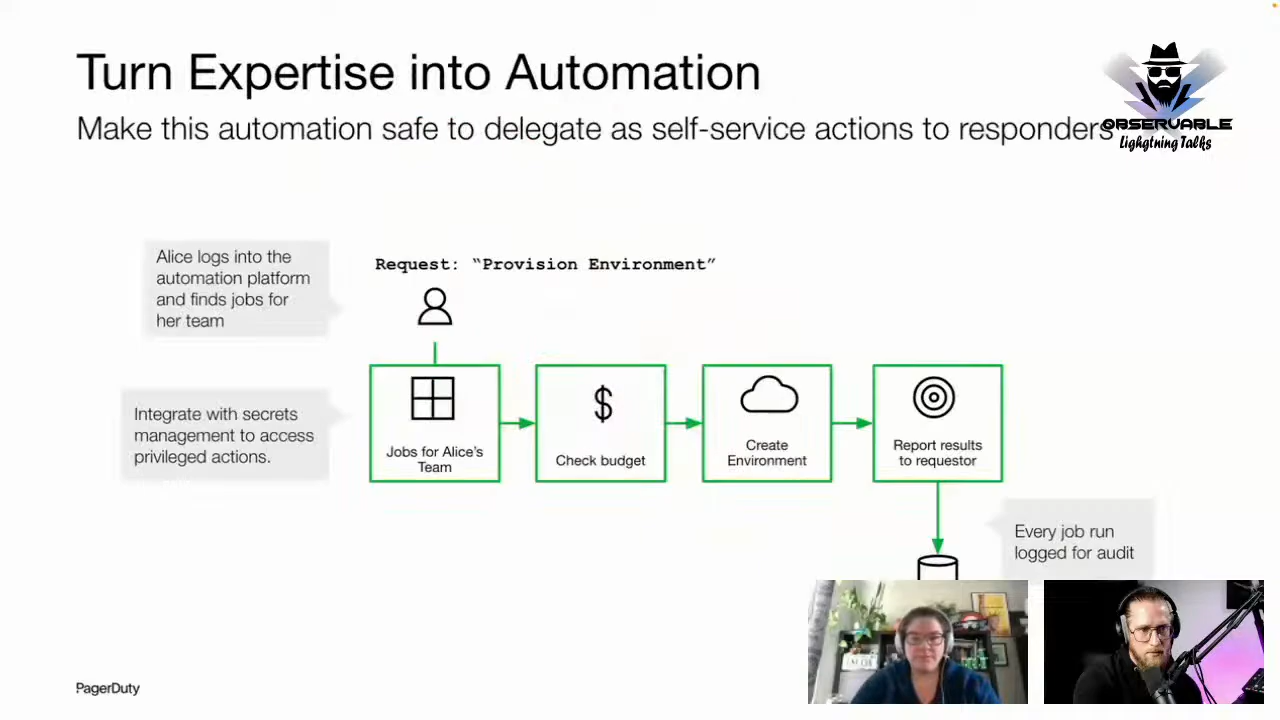 Turn Expertise into Automation
Make this automation safe to delegate as self-service actions to responders
OBSERVABLE
Lighgtning Talks
Alice logs into the
automation platform
and finds jobs for
her team
Request: “Provision Environment”
Integrate with secrets
management to access
privileged actions.
$
Jobs for Alice’s
Team
Check budget
Create
Environment
Report results
to requestor
Every job run
logged for audit
PagerDuty